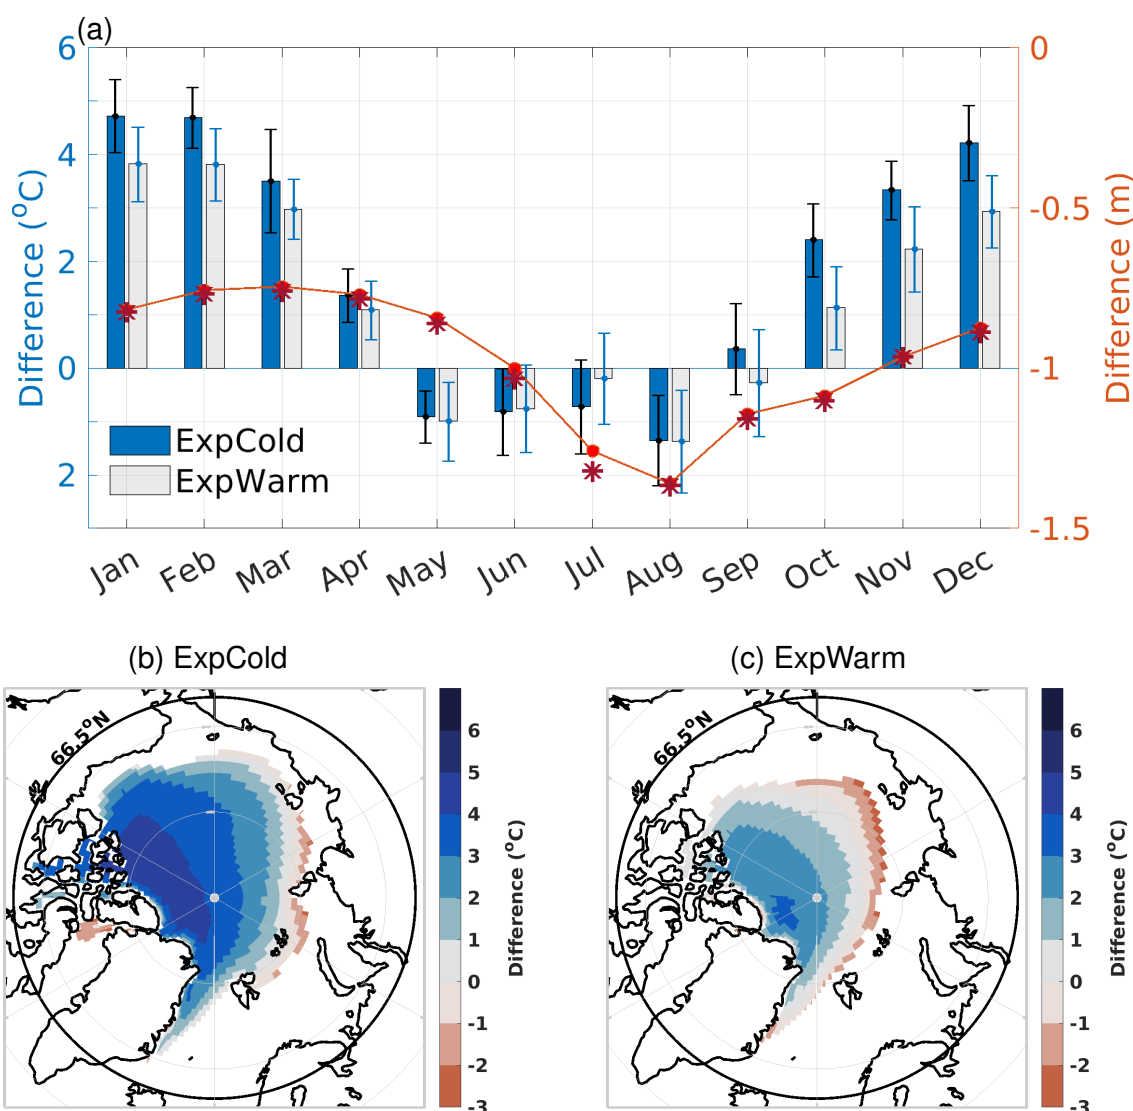 (a)
6
4
2
0
2
Difference (°C)
0
-0.5
-1
-1.5
Difference (m)
ExpCold
ExpWarm
Jan Feb Mar Apr May Jun Jul Aug Sep Oct Nov Dec
(b) ExpCold
66.5°N
6
5
4
3
2
1
0
-1
-2
-3
Difference (°C)
(c) ExpWarm
66.5°N
6
5
4
3
2
1
0
-1
-2
-3
Difference (°C)